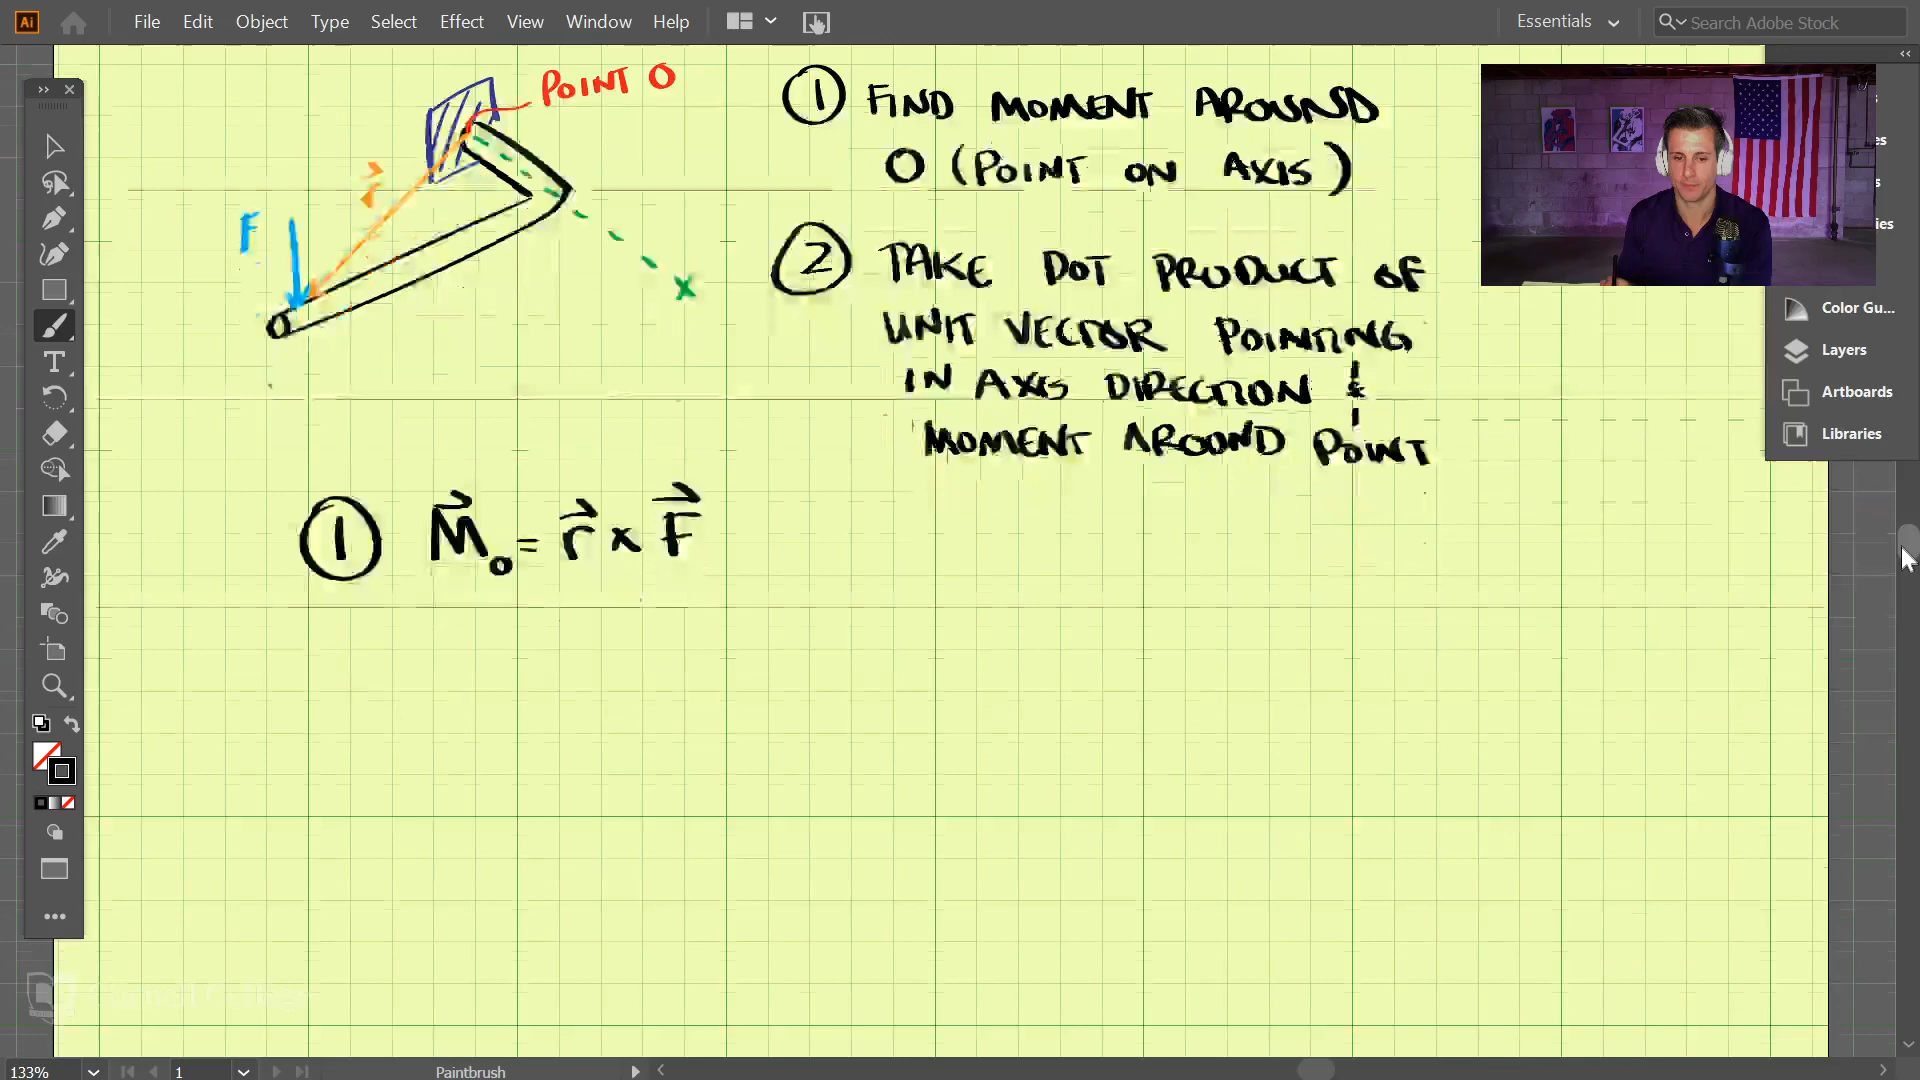 Ai
File Edit Object Type Select Effect View Window Help
Essentials
Search Adobe Stock
POINT O
① FIND MOMENT AROUND
O (POINT ON AXIS)
r⃗
F
x
② TAKE DOT PRODUCT OF
UNIT VECTOR POINTING
IN AXIS DIRECTION &
MOMENT AROUND POINT
① M⃗₀ = r⃗ x F⃗
Color Gu...
Layers
Artboards
Libraries
133%
1
Paintbrush